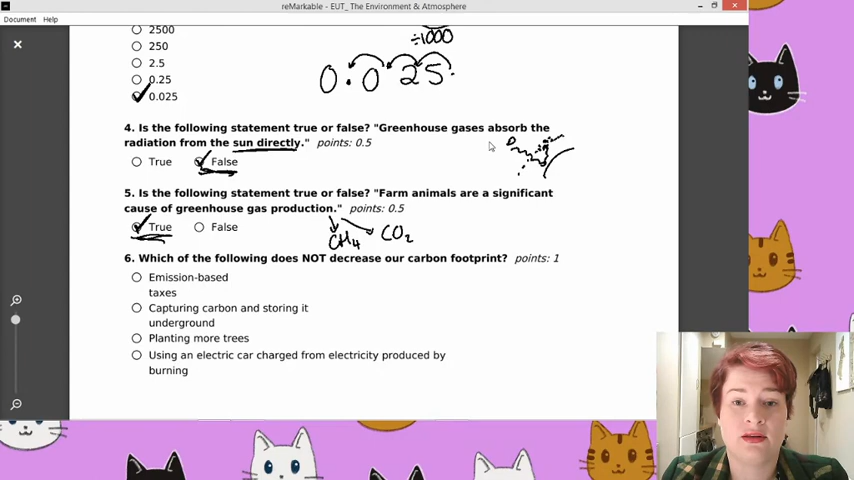 reMarkable - EUT_ The Environment & Atmosphere
Document Help
2500
÷1000
250
2.5
0.25
0.025
0.025.
4. Is the following statement true or false? "Greenhouse gases absorb the
radiation from the sun directly." points: 0.5
True False
5. Is the following statement true or false? "Farm animals are a significant
cause of greenhouse gas production." points: 0.5
True False
CH4 CO2
6. Which of the following does NOT decrease our carbon footprint? points: 1
Emission-based
taxes
Capturing carbon and storing it
underground
Planting more trees
Using an electric car charged from electricity produced by
burning